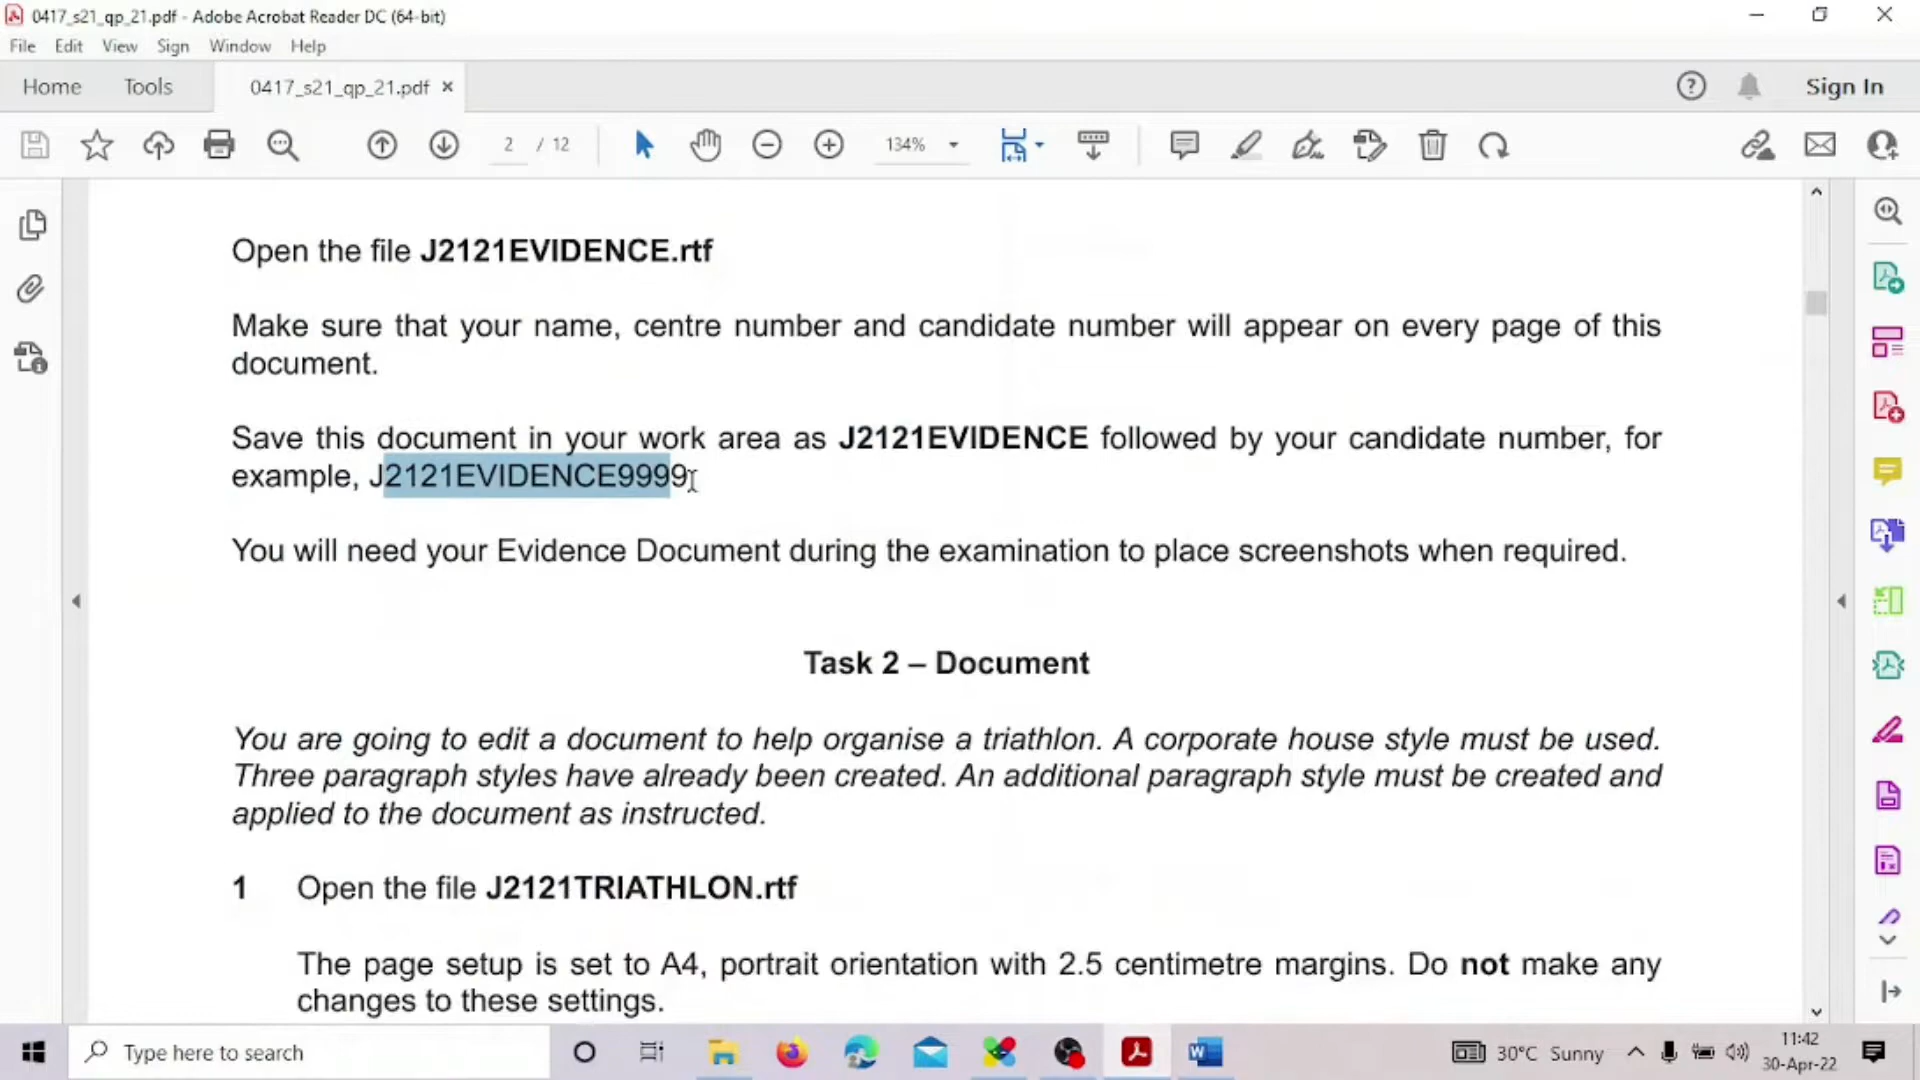 0417_s21_qp_21.pdf - Adobe Acrobat Reader DC (64-bit)
File Edit View Sign Window Help
Home Tools 0417_s21_qp_21.pdf × Sign In
2 / 12 134%
Open the file J2121EVIDENCE.rtf
Make sure that your name, centre number and candidate number will appear on every page of this
document.
Save this document in your work area as J2121EVIDENCE followed by your candidate number, for
example, J2121EVIDENCE9999
You will need your Evidence Document during the examination to place screenshots when required.
Task 2 – Document
You are going to edit a document to help organise a triathlon. A corporate house style must be used.
Three paragraph styles have already been created. An additional paragraph style must be created and
applied to the document as instructed.
1 Open the file J2121TRIATHLON.rtf
The page setup is set to A4, portrait orientation with 2.5 centimetre margins. Do not make any
changes to these settings.
Type here to search
30°C Sunny
11:42
30-Apr-22